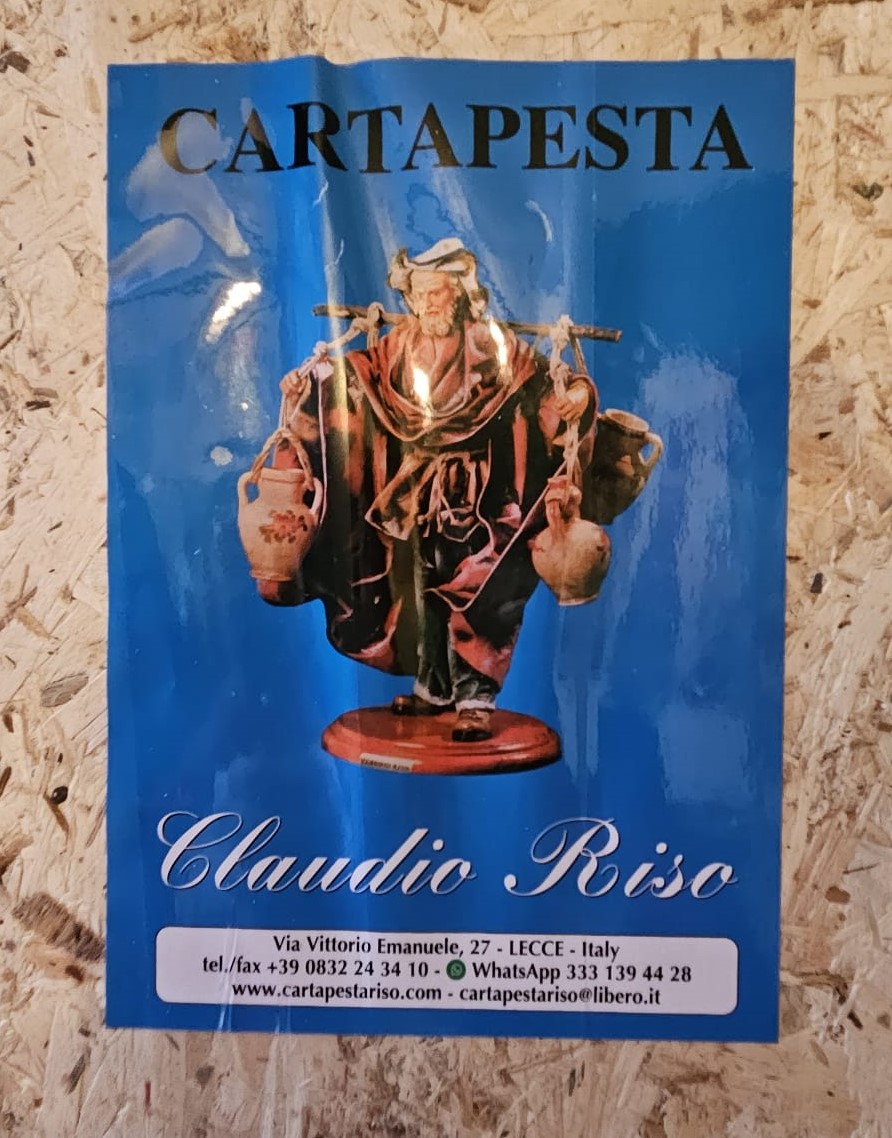 CARTAPESTA
Claudio Riso
Via Vittorio Emanuele, 27 - LECCE - Italy
tel./fax +39 0832 24 34 10 - WhatsApp 333 139 44 28
www.cartapestariso.com - cartapestariso@libero.it